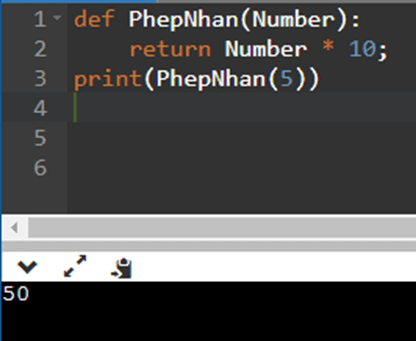 1 def PhepNhan(Number):
2     return Number * 10;
3 print(PhepNhan(5))
4
5
6
50